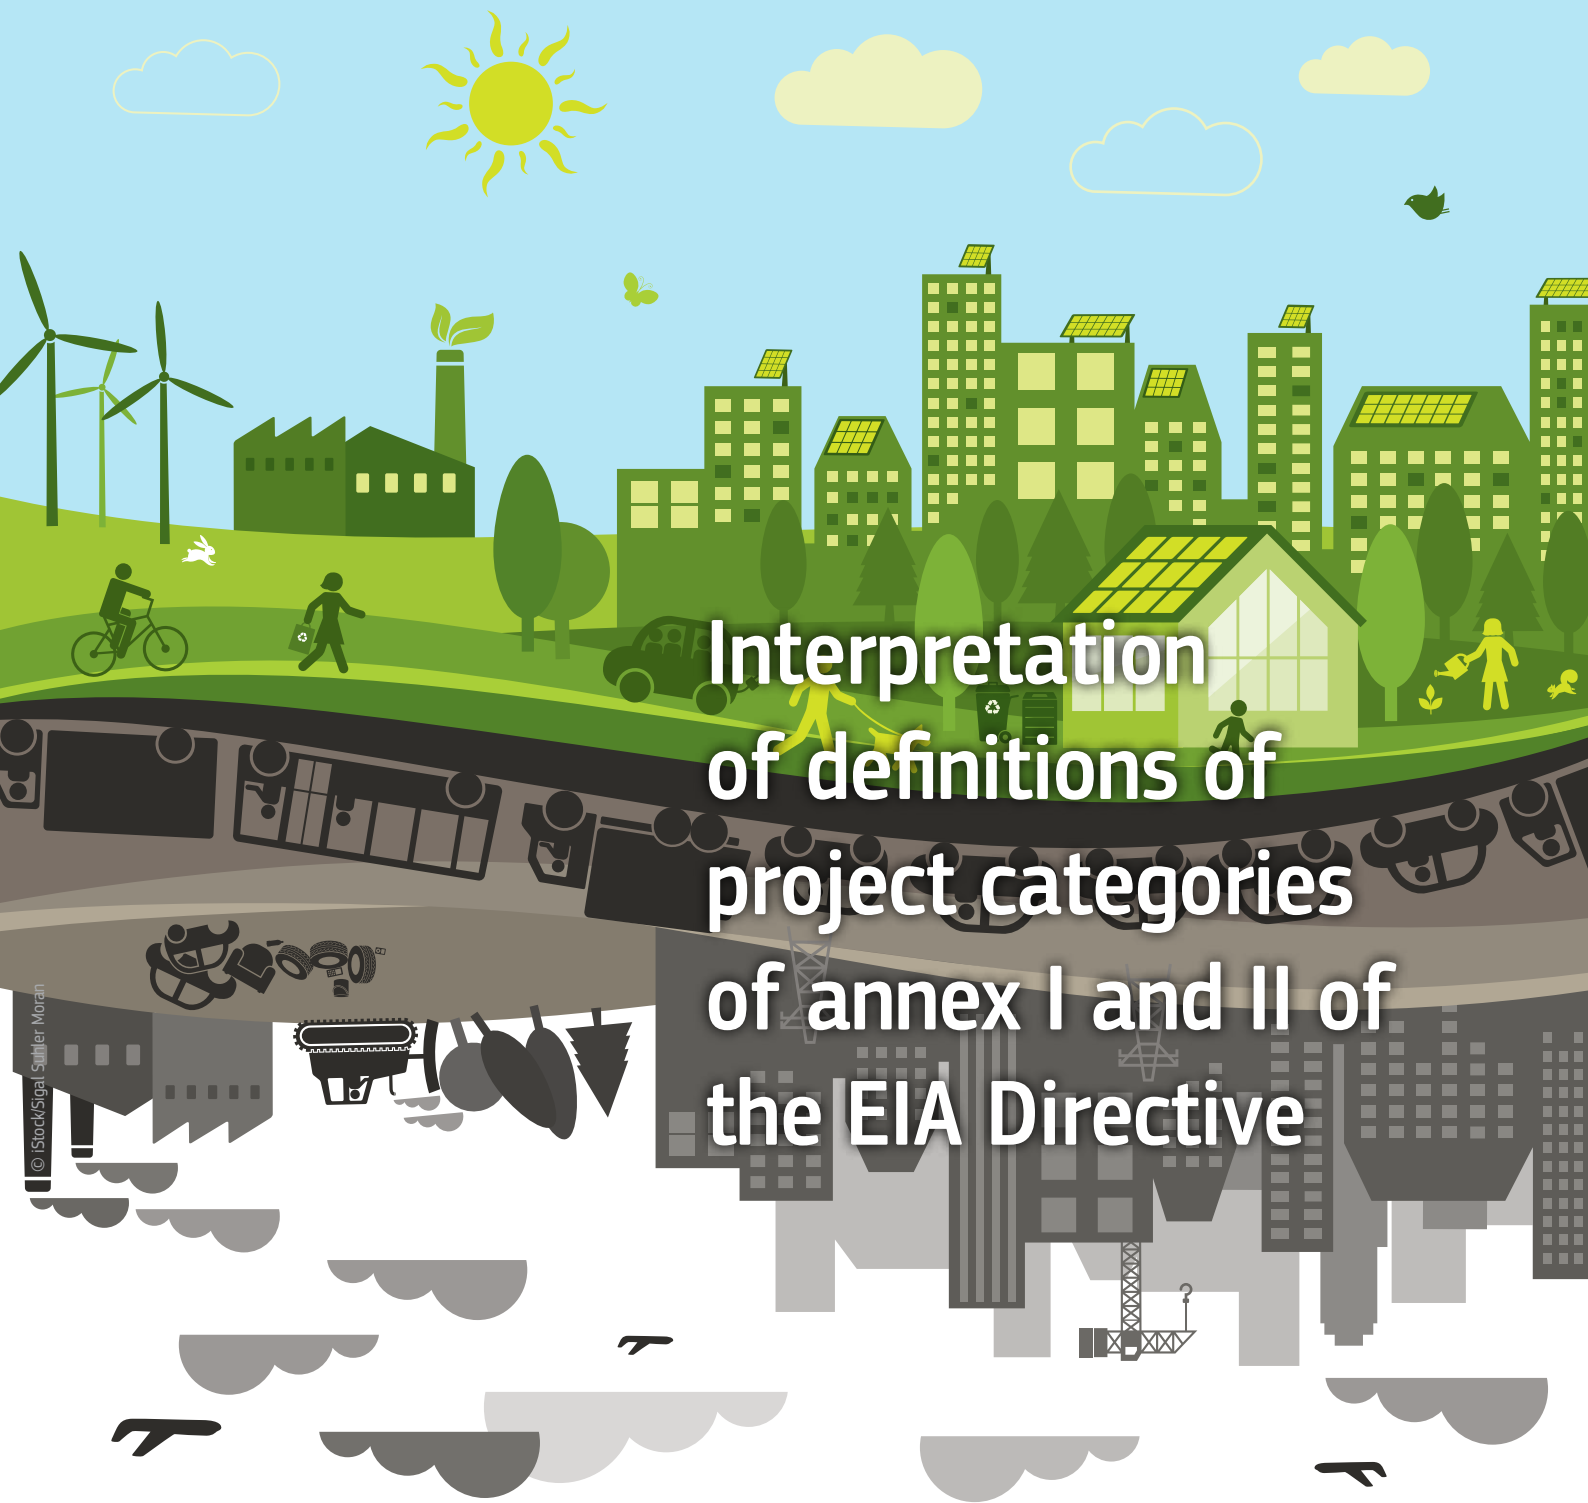 Interpretation
of definitions of
project categories
of annex I and II of
the EIA Directive
© iStock/Sigal Suhler Moran